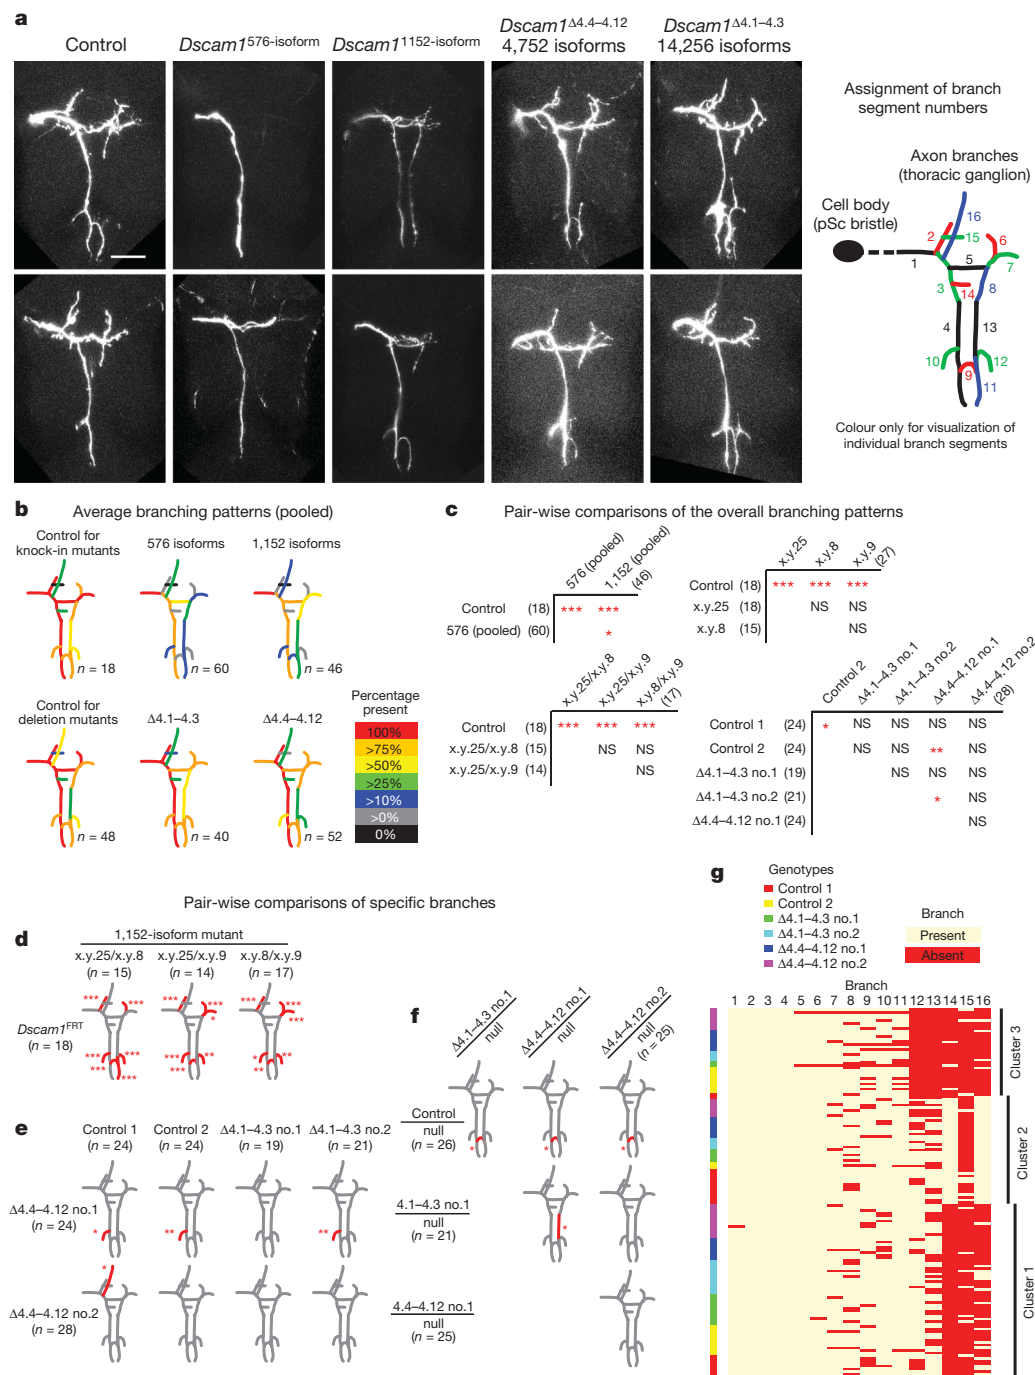 a
Control
Dscam1576-isoform
Dscam11152-isoform
Dscam1Δ4.4–4.12
4,752 isoforms
Dscam1Δ4.1–4.3
14,256 isoforms
Assignment of branch
segment numbers
Axon branches
(thoracic ganglion)
Cell body
(pSc bristle)
16
2
15
6
7
1
5
3
14
8
4
13
10
9
12
11
Colour only for visualization of
individual branch segments
b
Average branching patterns (pooled)
Control for
knock-in mutants
576 isoforms
1,152 isoforms
n = 18
n = 60
n = 46
Control for
deletion mutants
Δ4.1–4.3
Δ4.4–4.12
n = 48
n = 40
n = 52
Percentage
present
100%
>75%
>50%
>25%
>10%
>0%
0%
c
Pair-wise comparisons of the overall branching patterns
576 (pooled)
1,152 (pooled)
(46)
Control (18) *** ***
576 (pooled) (60) *
x.y.25
x.y.8
x.y.9
(27)
Control (18) *** *** ***
x.y.25 (18) NS NS
x.y.8 (15) NS
x.y.25/x.y.8
x.y.25/x.y.9
x.y.8/x.y.9
(17)
Control (18) *** *** ***
x.y.25/x.y.8 (15) NS NS
x.y.25/x.y.9 (14) NS
Control 2
Δ4.1–4.3 no.1
Δ4.1–4.3 no.2
Δ4.4–4.12 no.1
Δ4.4–4.12 no.2
(28)
Control 1 (24) * NS NS NS NS
Control 2 (24) NS NS ** NS
Δ4.1–4.3 no.1 (19) NS NS NS
Δ4.1–4.3 no.2 (21) * NS
Δ4.4–4.12 no.1 (24) NS
Pair-wise comparisons of specific branches
d
1,152-isoform mutant
x.y.25/x.y.8
(n = 15)
x.y.25/x.y.9
(n = 14)
x.y.8/x.y.9
(n = 17)
Dscam1FRT
(n = 18)
*** *** *** *** *** ***
*** * *** ** ***
*** *** *** *** ** **
e
Control 1
(n = 24)
Control 2
(n = 24)
Δ4.1–4.3 no.1
(n = 19)
Δ4.1–4.3 no.2
(n = 21)
Δ4.4–4.12 no.1
(n = 24)
* ** **
Δ4.4–4.12 no.2
(n = 28)
*
f
Δ4.1–4.3 no.1
null
Δ4.4–4.12 no.1
null
Δ4.4–4.12 no.2
null
(n = 25)
Control
null
(n = 26)
* * *
4.1–4.3 no.1
null
(n = 21)
*
4.4–4.12 no.1
null
(n = 25)
g
Genotypes
Control 1
Control 2
Δ4.1–4.3 no.1
Δ4.1–4.3 no.2
Δ4.4–4.12 no.1
Δ4.4–4.12 no.2
Branch
Present
Absent
Branch
1 2 3 4 5 6 7 8 9 10 11 12 13 14 15 16
Cluster 3
Cluster 2
Cluster 1